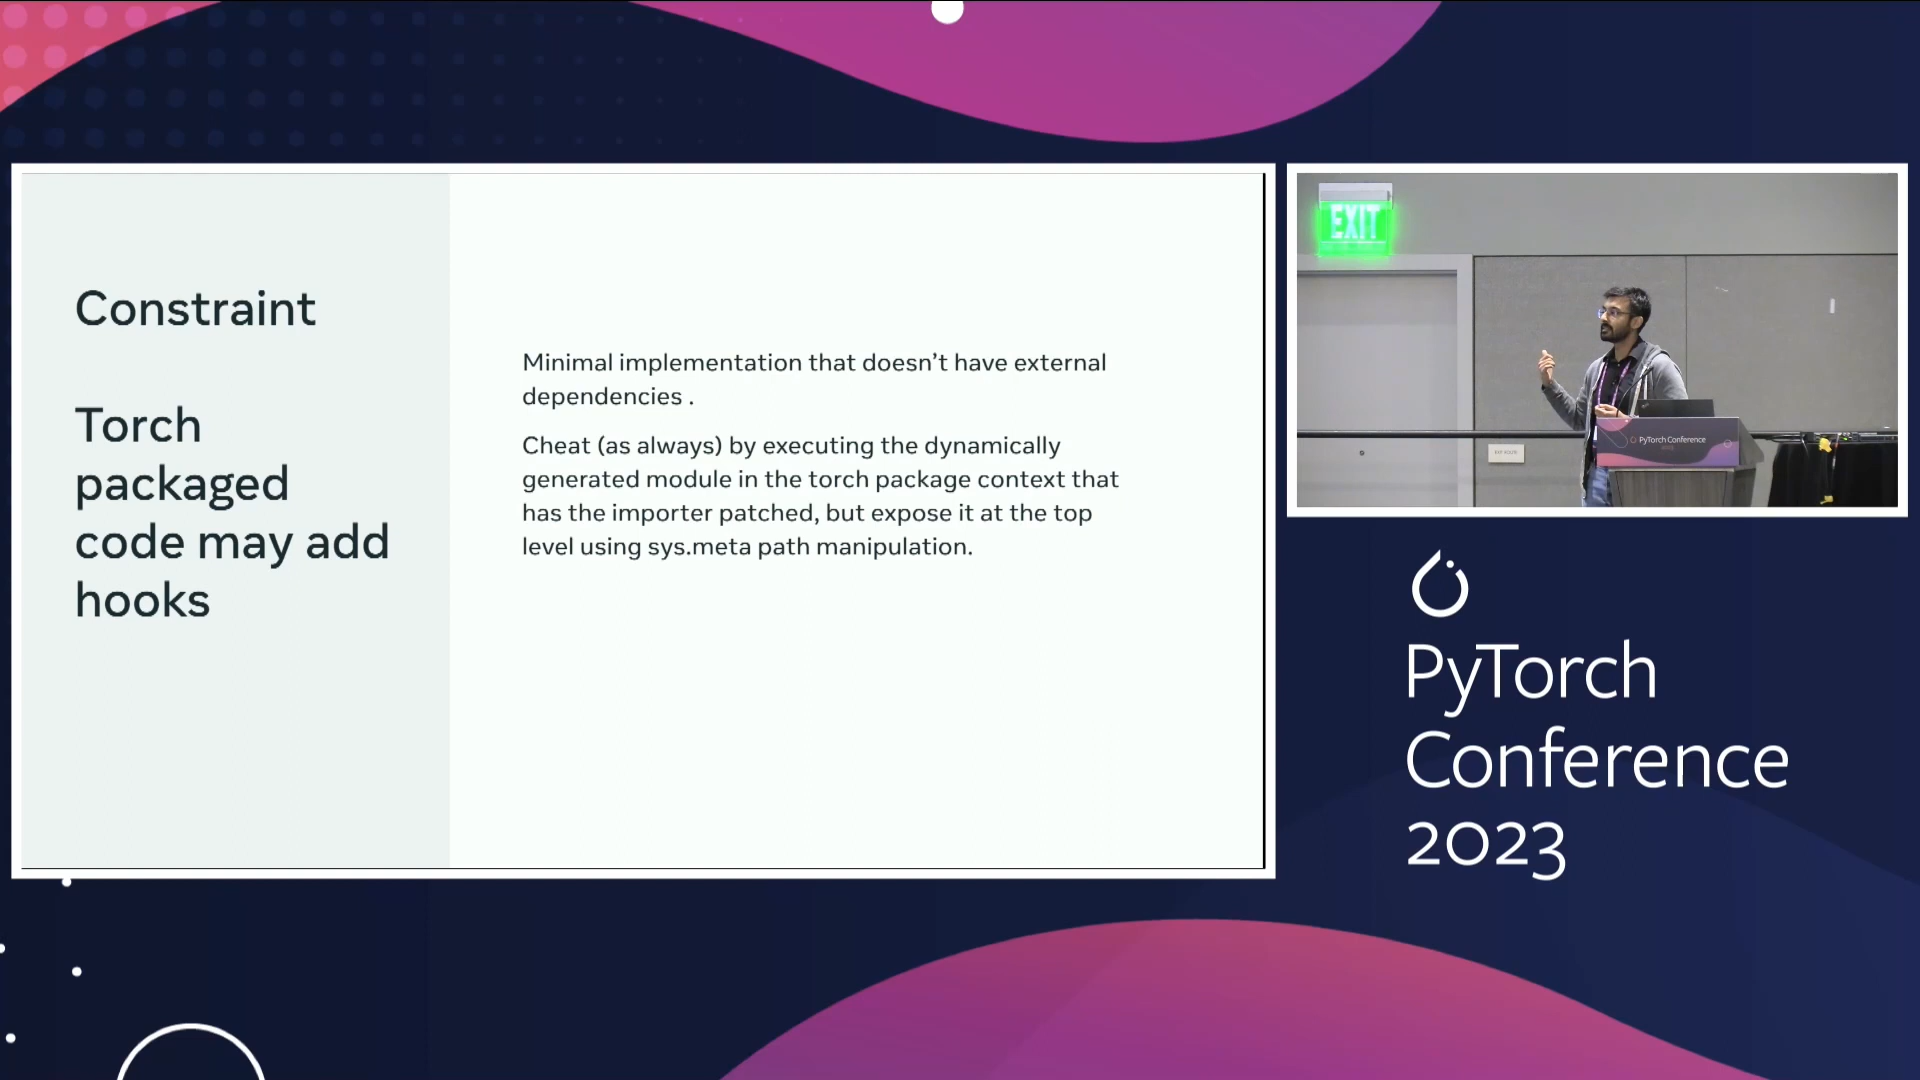 Constraint
Torch
packaged
code may add
hooks
Minimal implementation that doesn’t have external
dependencies .
Cheat (as always) by executing the dynamically
generated module in the torch package context that
has the importer patched, but expose it at the top
level using sys.meta path manipulation.
EXIT
PyTorch Conference
PyTorch
Conference
2023